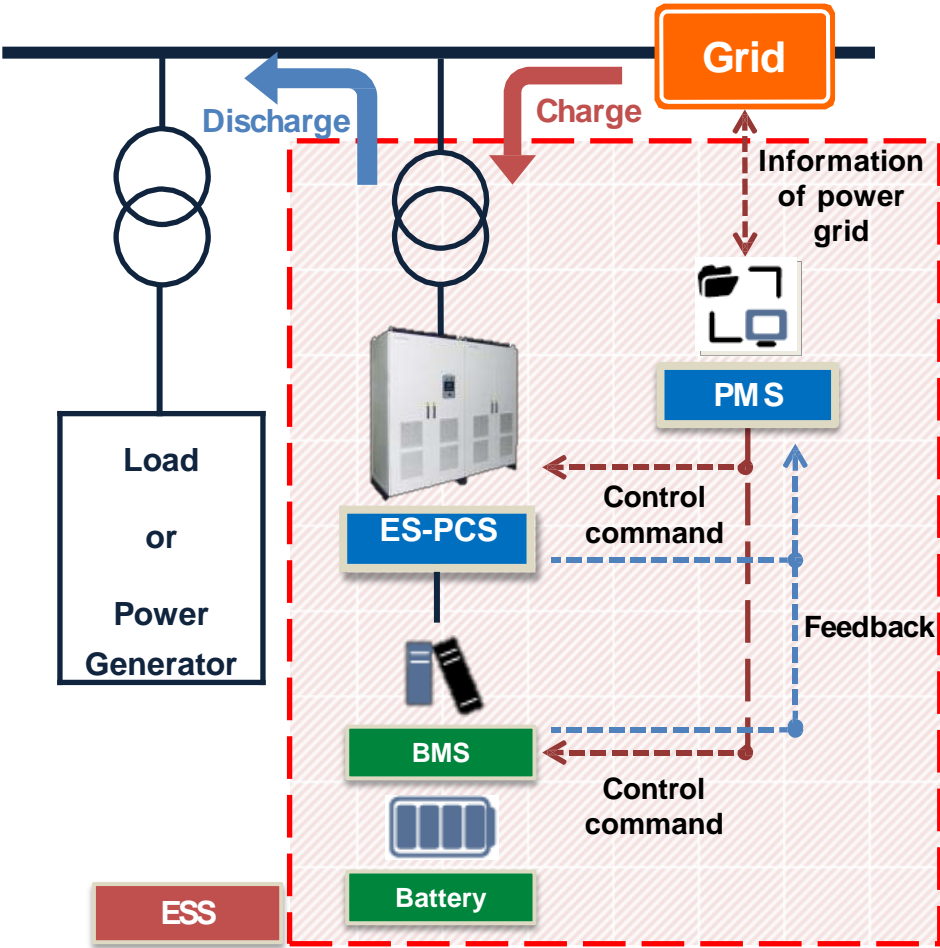 Grid
Discharge
Charge
Information
of power
grid
PMS
Load
or
Power
Generator
Control
command
ES-PCS
Feedback
BMS
Control
command
Battery
ESS